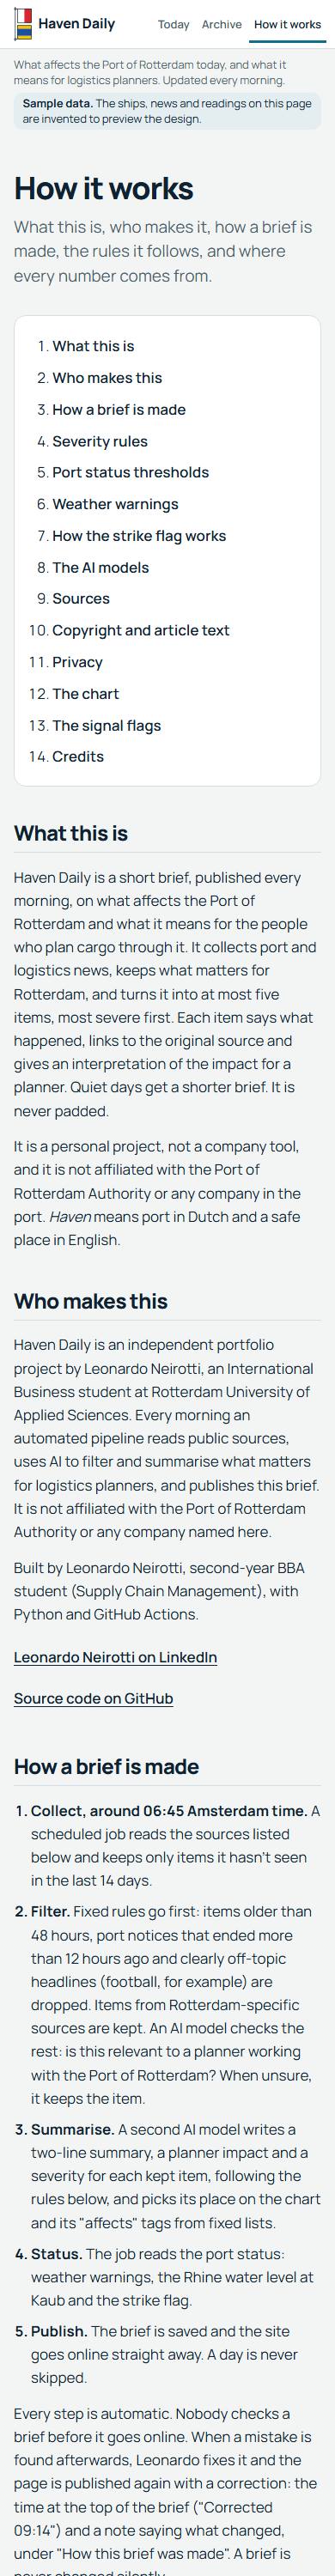 Haven Daily
Today Archive How it works
What affects the Port of Rotterdam today, and what it
means for logistics planners. Updated every morning.
Sample data. The ships, news and readings on this page
are invented to preview the design.
How it works
What this is, who makes it, how a brief is
made, the rules it follows, and where
every number comes from.
1. What this is
2. Who makes this
3. How a brief is made
4. Severity rules
5. Port status thresholds
6. Weather warnings
7. How the strike flag works
8. The AI models
9. Sources
10. Copyright and article text
11. Privacy
12. The chart
13. The signal flags
14. Credits
What this is
Haven Daily is a short brief, published every
morning, on what affects the Port of
Rotterdam and what it means for the people
who plan cargo through it. It collects port and
logistics news, keeps what matters for
Rotterdam, and turns it into at most five
items, most severe first. Each item says what
happened, links to the original source and
gives an interpretation of the impact for a
planner. Quiet days get a shorter brief. It is
never padded.
It is a personal project, not a company tool,
and it is not affiliated with the Port of
Rotterdam Authority or any company in the
port. Haven means port in Dutch and a safe
place in English.
Who makes this
Haven Daily is an independent portfolio
project by Leonardo Neirotti, an International
Business student at Rotterdam University of
Applied Sciences. Every morning an
automated pipeline reads public sources,
uses AI to filter and summarise what matters
for logistics planners, and publishes this brief.
It is not affiliated with the Port of Rotterdam
Authority or any company named here.
Built by Leonardo Neirotti, second-year BBA
student (Supply Chain Management), with
Python and GitHub Actions.
Leonardo Neirotti on LinkedIn
Source code on GitHub
How a brief is made
1. Collect, around 06:45 Amsterdam time. A
scheduled job reads the sources listed
below and keeps only items it hasn't seen
in the last 14 days.
2. Filter. Fixed rules go first: items older than
48 hours, port notices that ended more
than 12 hours ago and clearly off-topic
headlines (football, for example) are
dropped. Items from Rotterdam-specific
sources are kept. An AI model checks the
rest: is this relevant to a planner working
with the Port of Rotterdam? When unsure,
it keeps the item.
3. Summarise. A second AI model writes a
two-line summary, a planner impact and a
severity for each kept item, following the
rules below, and picks its place on the chart
and its "affects" tags from fixed lists.
4. Status. The job reads the port status:
weather warnings, the Rhine water level at
Kaub and the strike flag.
5. Publish. The brief is saved and the site
goes online straight away. A day is never
skipped.
Every step is automatic. Nobody checks a
brief before it goes online. When a mistake is
found afterwards, Leonardo fixes it and the
page is published again with a correction: the
time at the top of the brief ("Corrected
09:14") and a note saying what changed,
under "How this brief was made". A brief is
never changed silently.